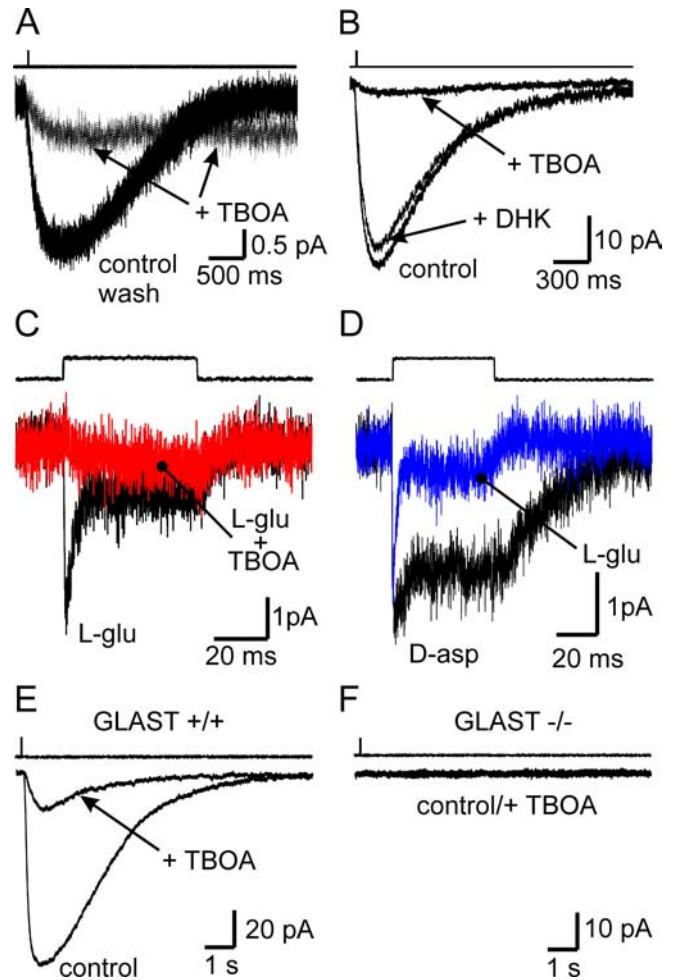 A
+ TBOA
control
wash
0.5 pA
500 ms
B
+ TBOA
+ DHK
control
10 pA
300 ms
C
L-glu
+
TBOA
L-glu
1pA
20 ms
D
L-glu
D-asp
1pA
20 ms
E
GLAST +/+
+ TBOA
control
20 pA
1 s
F
GLAST -/-
control/+ TBOA
10 pA
1 s